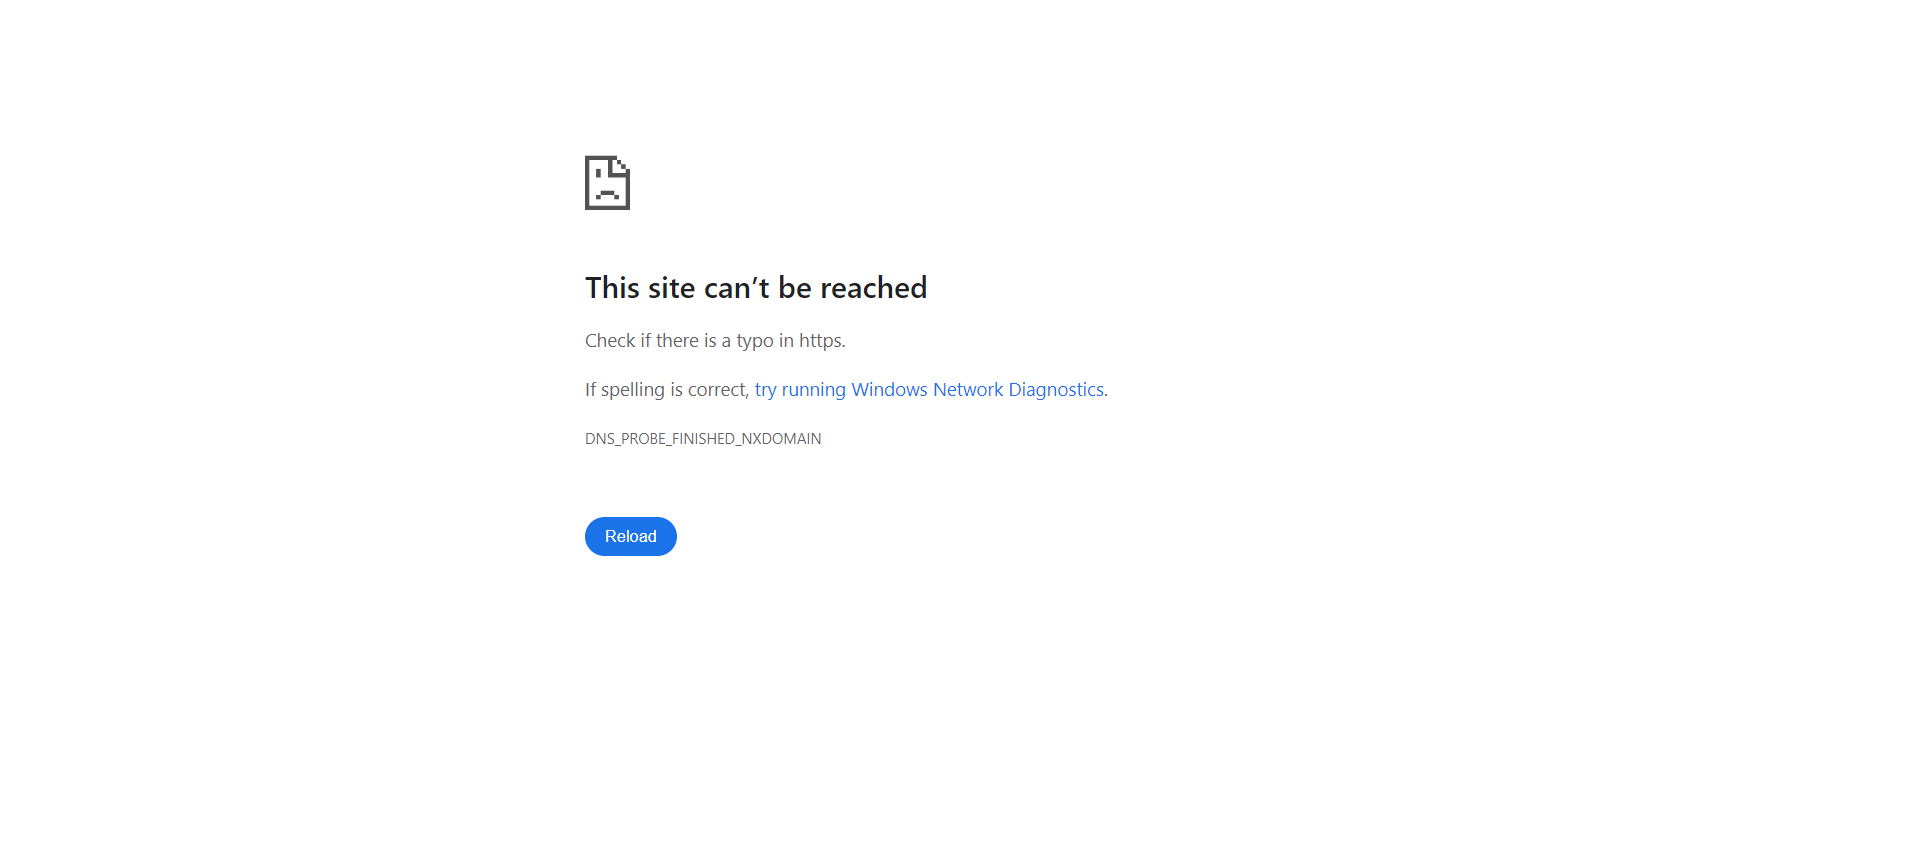 This site can’t be reached
Check if there is a typo in https.
If spelling is correct, try running Windows Network Diagnostics.
DNS_PROBE_FINISHED_NXDOMAIN
Reload